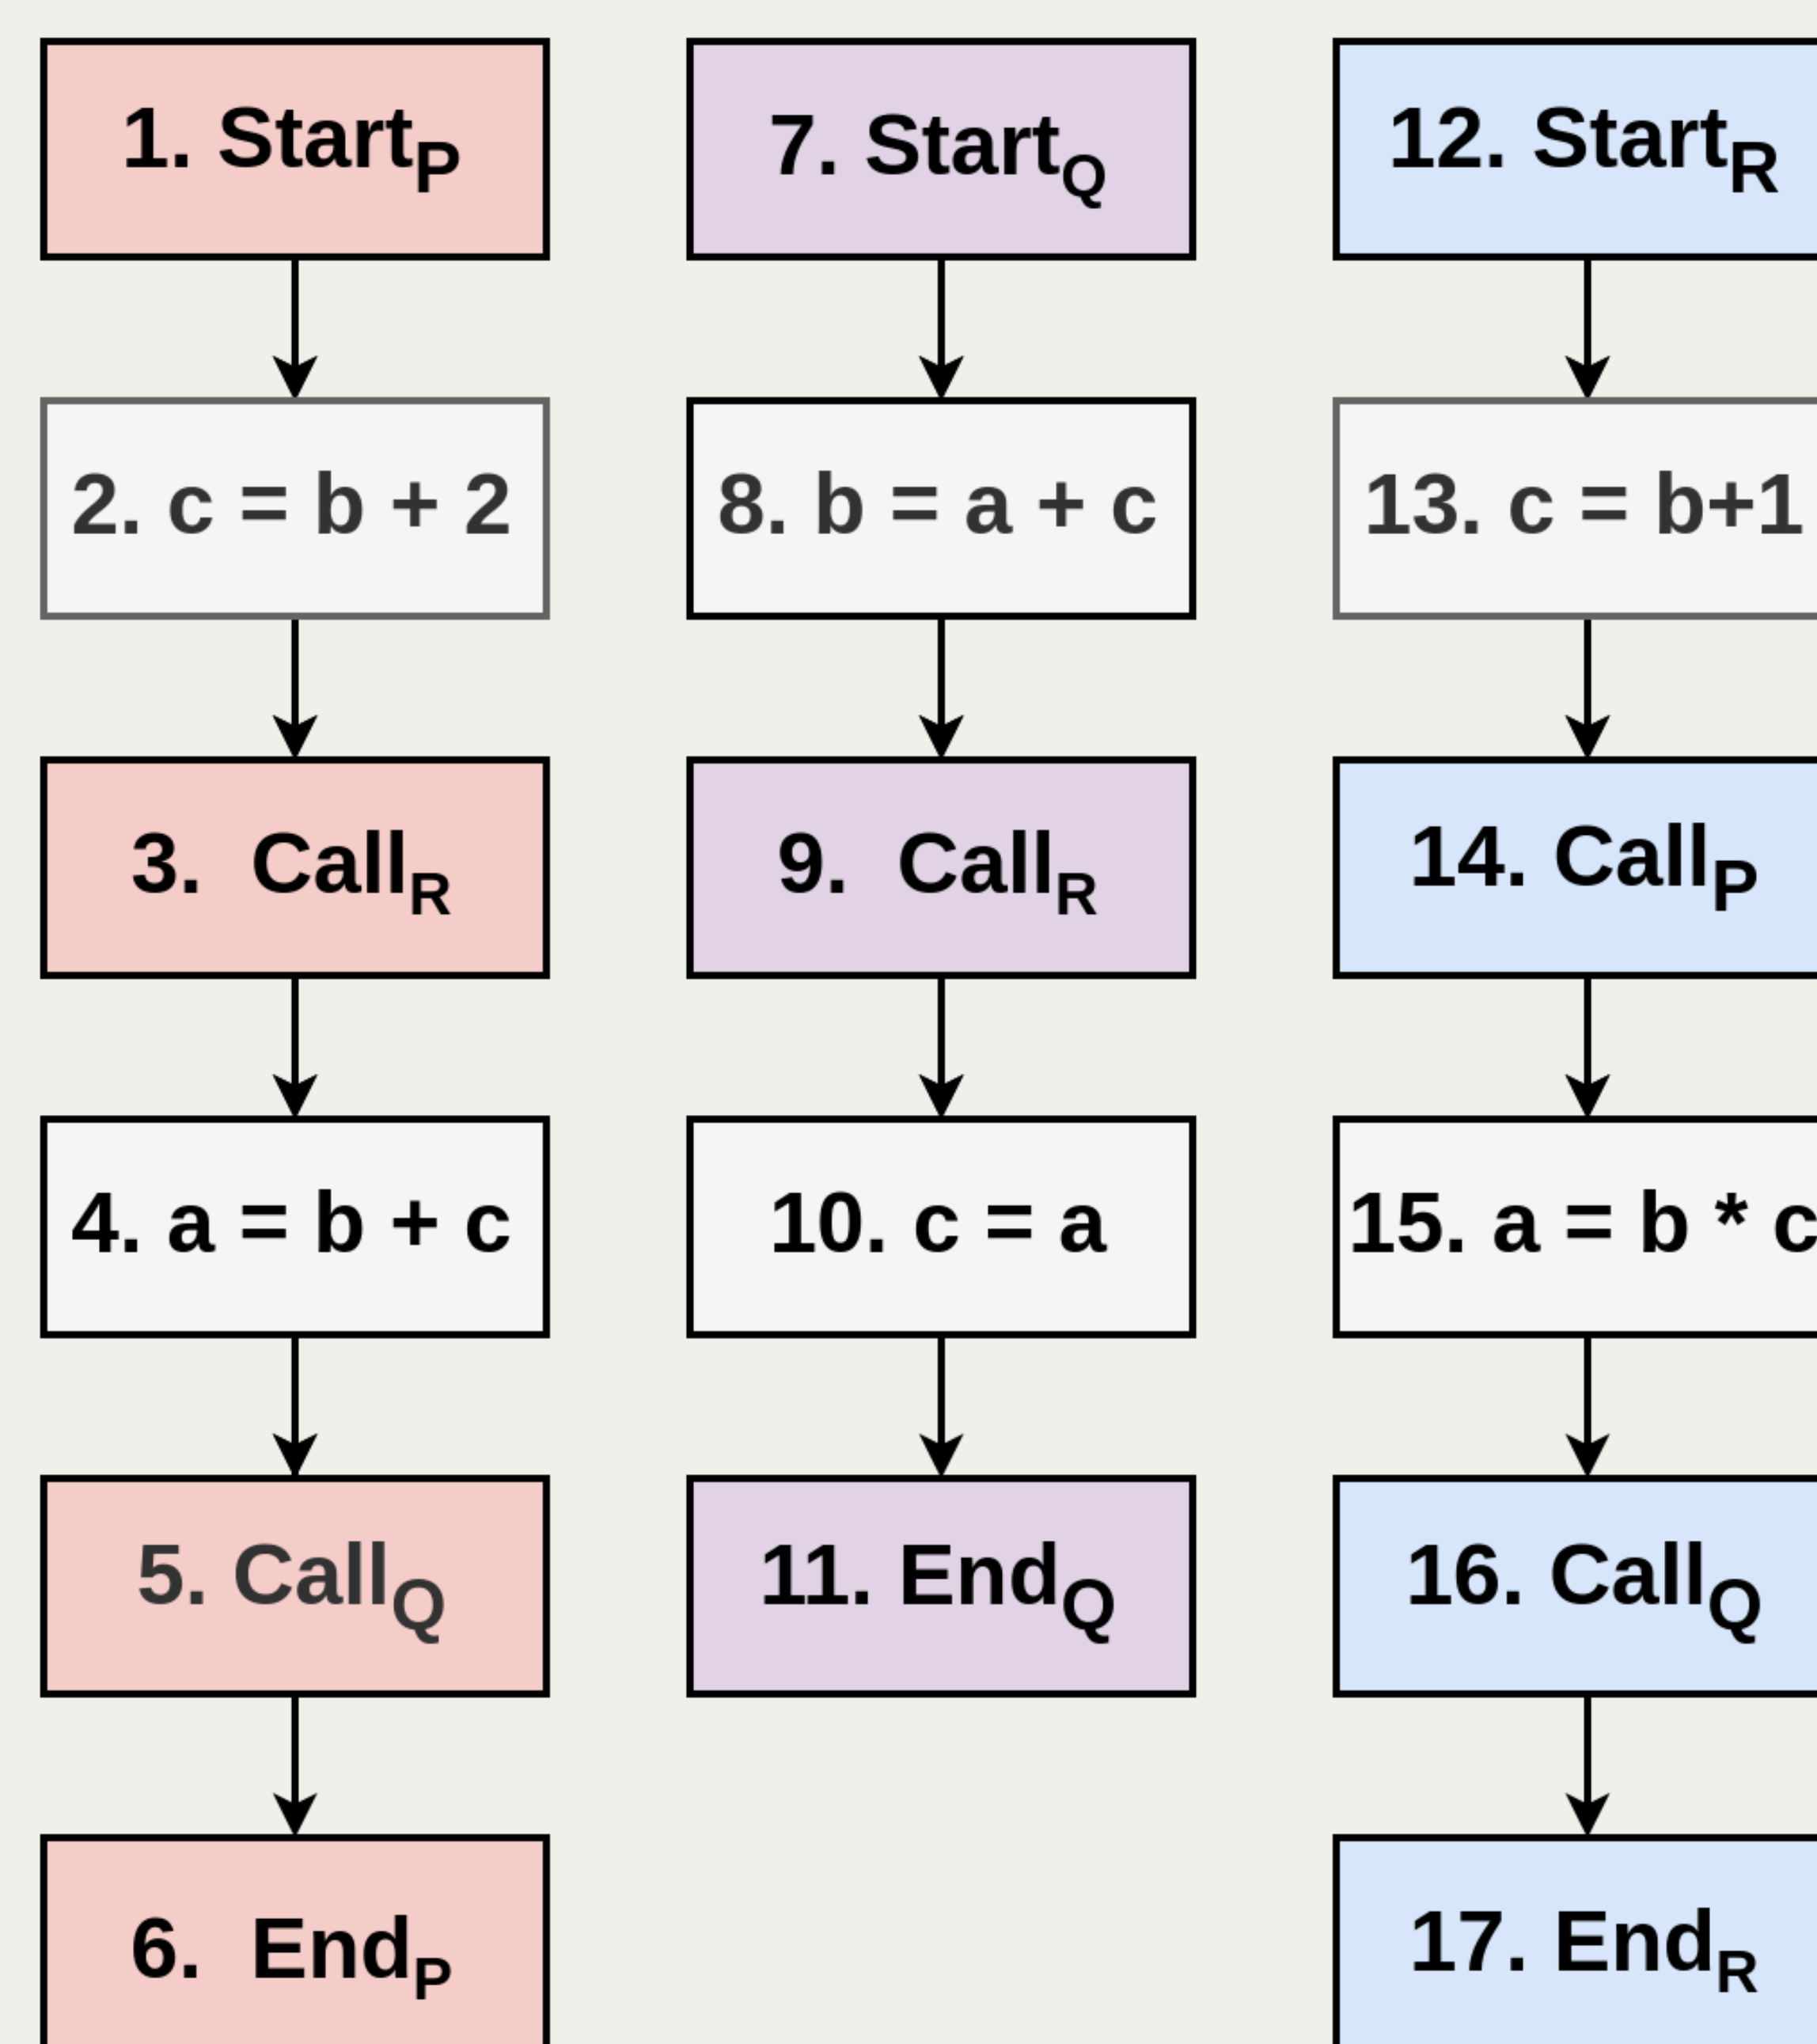 1. StartP
2. c = b + 2
3. CallR
4. a = b + c
5. CallQ
6. EndP
7. StartQ
8. b = a + c
9. CallR
10. c = a
11. EndQ
12. StartR
13. c = b+1
14. CallP
15. a = b * c
16. CallQ
17. EndR